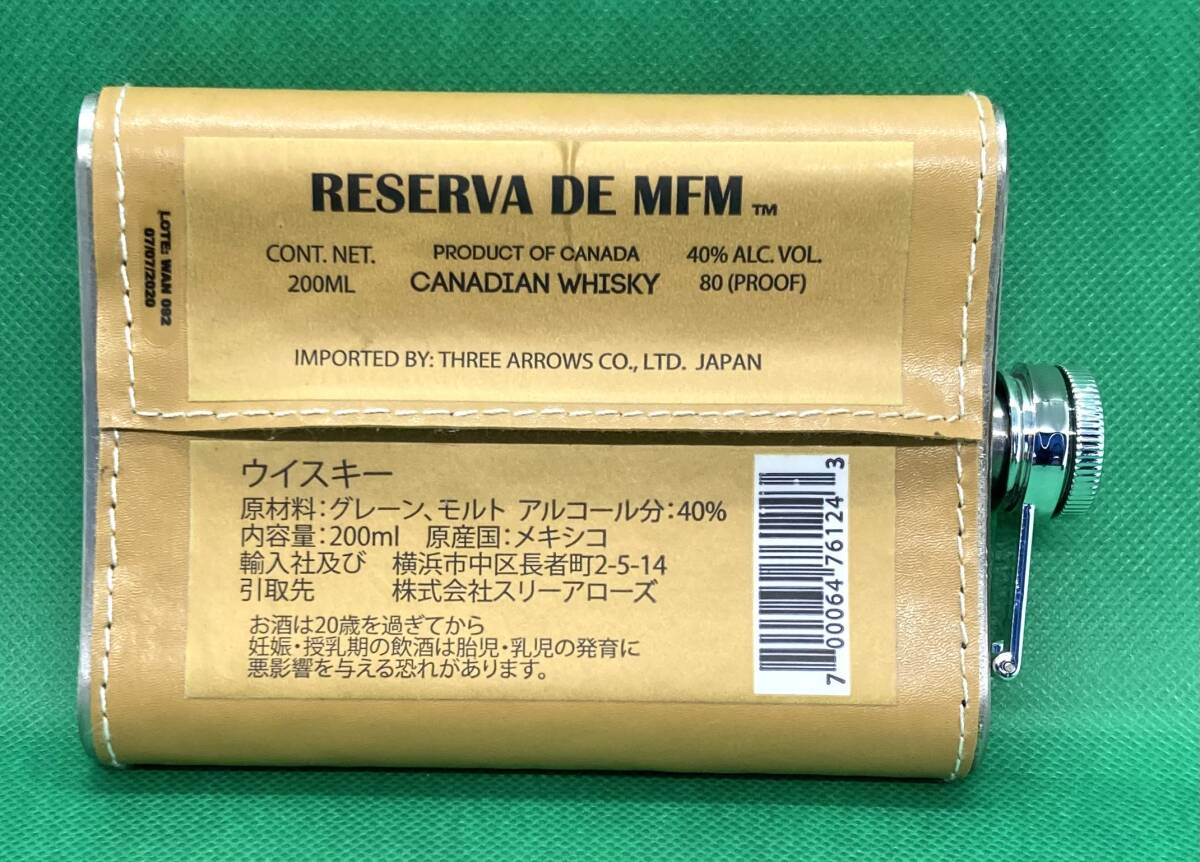 RESERVA DE MFM™
CONT. NET. PRODUCT OF CANADA 40% ALC. VOL.
200ML CANADIAN WHISKY 80 (PROOF)
IMPORTED BY: THREE ARROWS CO., LTD. JAPAN
LOTE: WAN 092
07/07/2020
ウイスキー
原材料：グレーン、モルト アルコール分：40%
内容量：200ml 原産国：メキシコ
輸入社及び 横浜市中区長者町2-5-14
引取先 株式会社スリーアローズ
お酒は20歳を過ぎてから
妊娠・授乳期の飲酒は胎児・乳児の発育に
悪影響を与える恐れがあります。
7 00064 76124 3